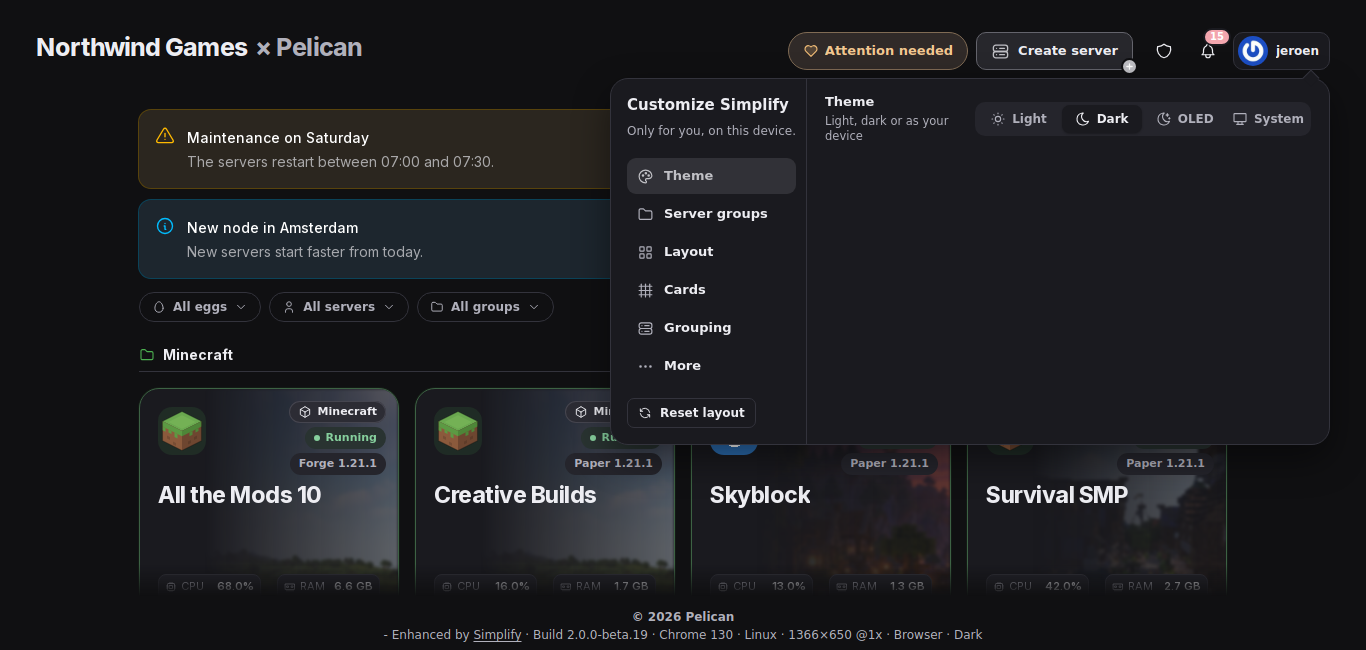 Northwind Games × Pelican
Attention needed
Create server
15
jeroen
Maintenance on Saturday
The servers restart between 07:00 and 07:30.
New node in Amsterdam
New servers start faster from today.
All eggs
All servers
All groups
Customize Simplify
Only for you, on this device.
Theme
Server groups
Layout
Cards
Grouping
More
Reset layout
Theme
Light, dark or as your
device
Light
Dark
OLED
System
Minecraft
Minecraft
Running
Forge 1.21.1
All the Mods 10
CPU 68.0%
RAM 6.6 GB
Paper 1.21.1
Creative Builds
CPU 16.0%
RAM 1.7 GB
Paper 1.21.1
Skyblock
CPU 13.0%
RAM 1.3 GB
Paper 1.21.1
Survival SMP
CPU 42.0%
RAM 2.7 GB
© 2026 Pelican
- Enhanced by Simplify · Build 2.0.0-beta.19 · Chrome 130 · Linux · 1366×650 @1x · Browser · Dark